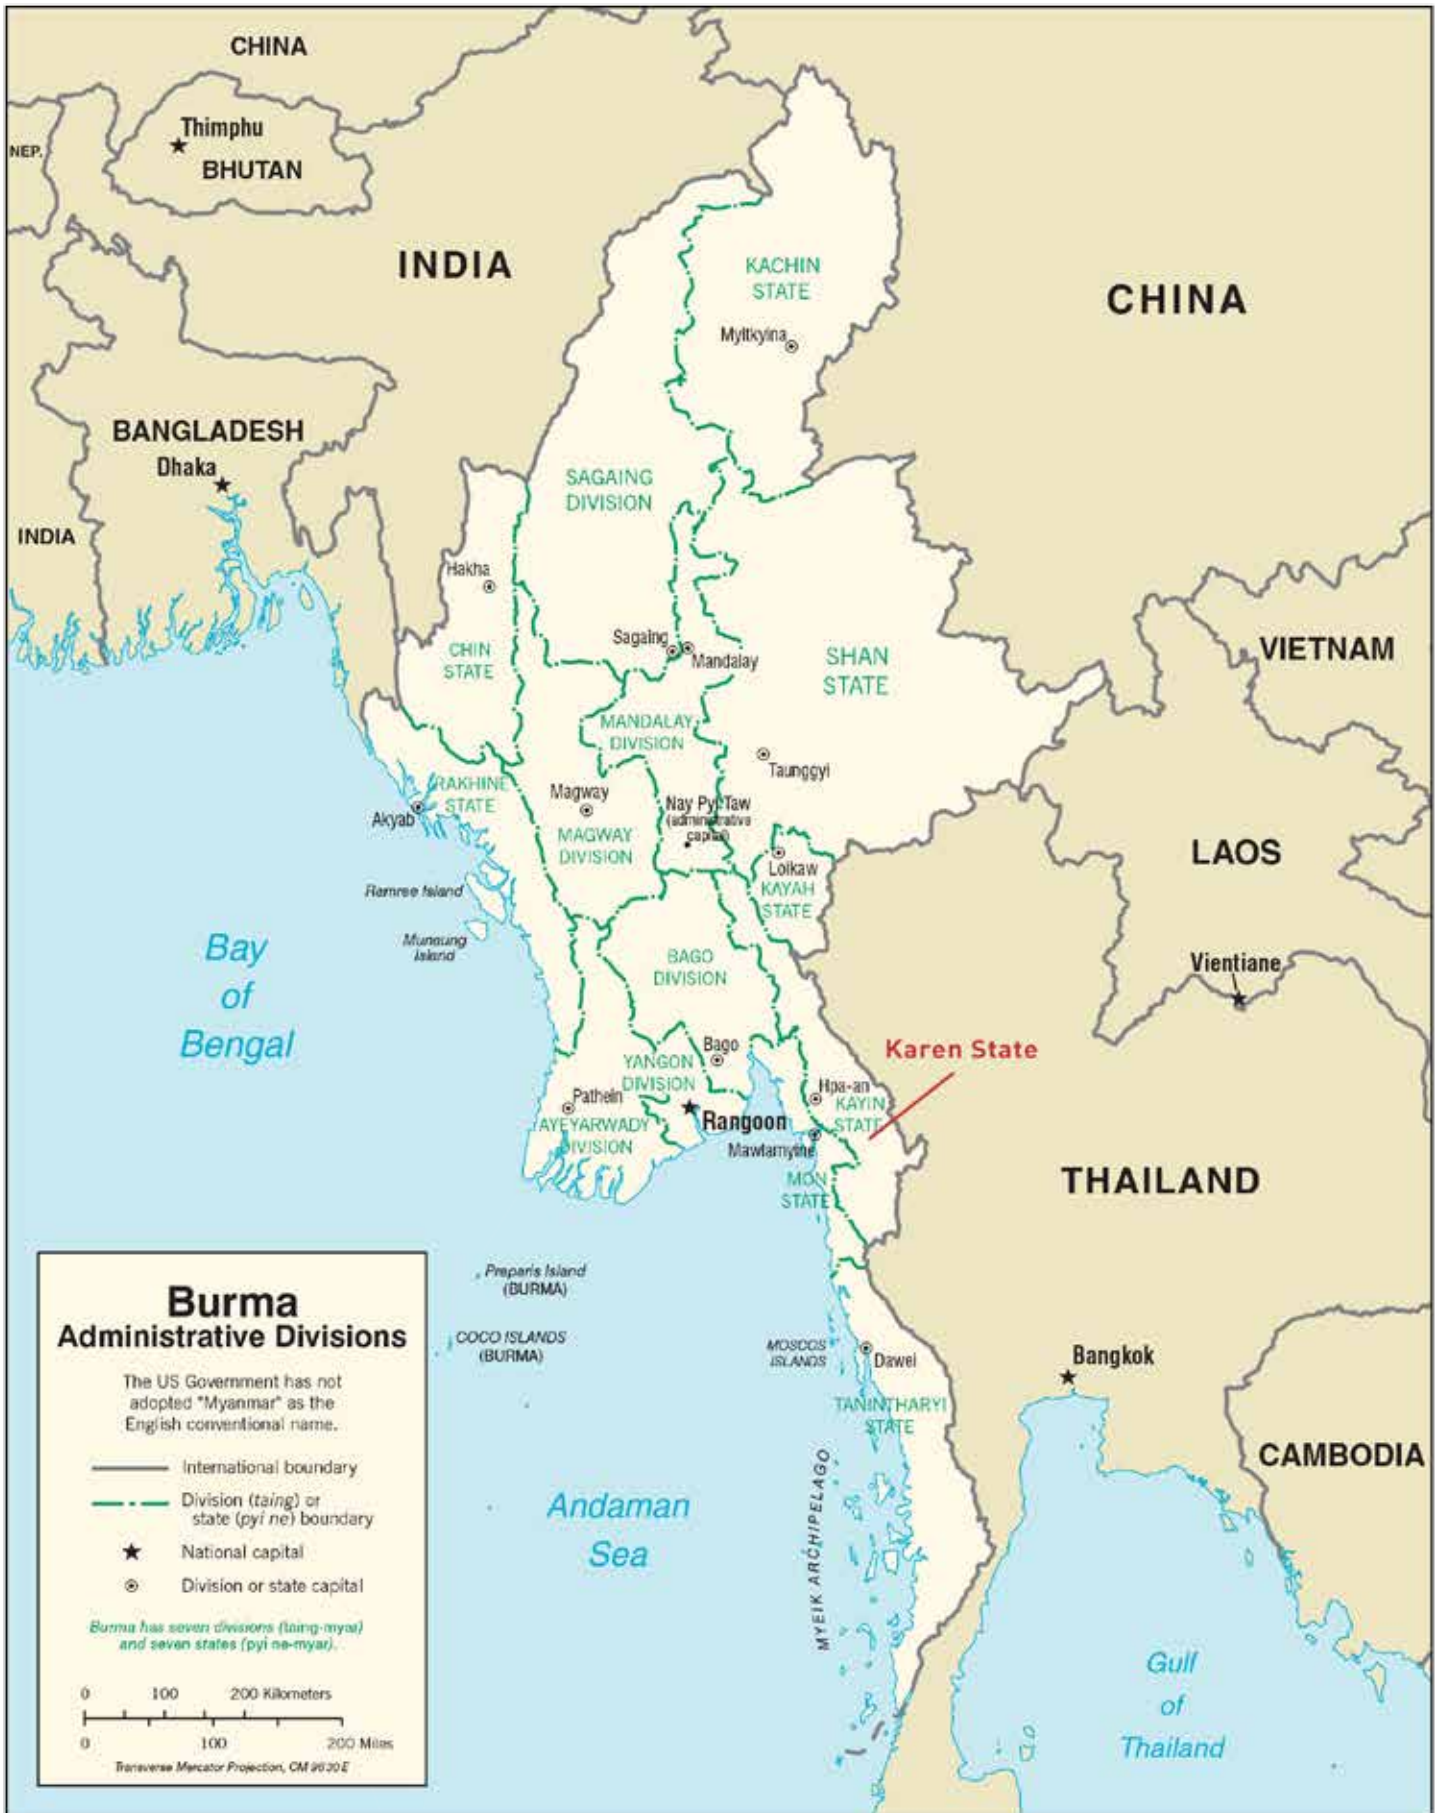 CHINA
Thimphu
NEP.
BHUTAN
INDIA
KACHIN
STATE
CHINA
Myitkyina
BANGLADESH
Dhaka
SAGAING
DIVISION
INDIA
Hakha
VIETNAM
Sagaing
Mandalay
CHIN
STATE
SHAN
STATE
MANDALAY
DIVISION
Taunggyi
RAKHINE
STATE
Magway
Nay Pyi Taw
(administrative
capital)
Akyab
MAGWAY
DIVISION
LAOS
Loikaw
KAYAH
STATE
Ramree Island
Munaung
Island
Bay
of
Bengal
BAGO
DIVISION
Vientiane
Karen State
Bago
YANGON
DIVISION
Hpa-an
KAYIN
STATE
Pathein
Rangoon
AYEYARWADY
DIVISION
Mawlamyine
THAILAND
MON
STATE
Preparis Island
(BURMA)
COCO ISLANDS
(BURMA)
MOSCOS
ISLANDS
Dawei
Bangkok
TANINTHARYI
STATE
CAMBODIA
MYEIK ARCHIPELAGO
Andaman
Sea
Gulf
of
Thailand
Burma
Administrative Divisions
The US Government has not
adopted "Myanmar" as the
English conventional name.
International boundary
Division (taing) or
state (pyi ne) boundary
National capital
Division or state capital
Burma has seven divisions (taing-myar)
and seven states (pyi ne-myar).
0 100 200 Kilometers
0 100 200 Miles
Transverse Mercator Projection, CM 96 30 E